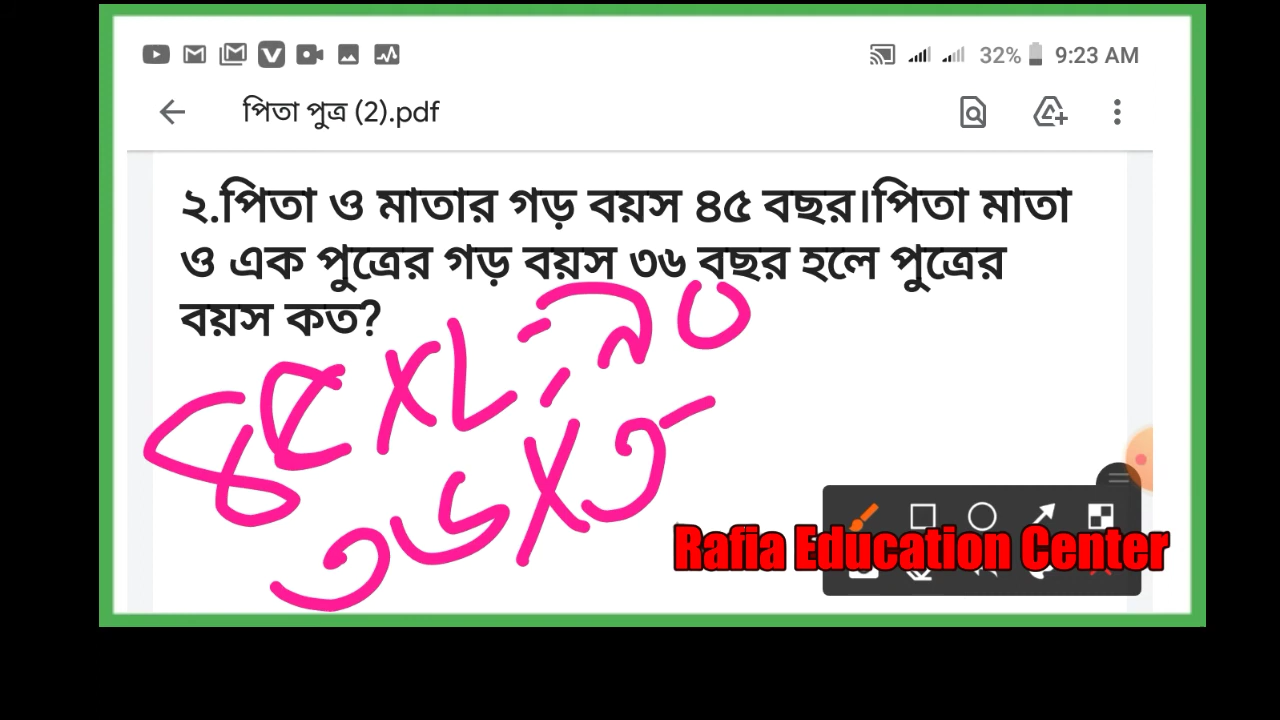 32% 9:23 AM
পিতা পুত্র (2).pdf
২.পিতা ও মাতার গড় বয়স ৪৫ বছর।পিতা মাতা
ও এক পুত্রের গড় বয়স ৩৬ বছর হলে পুত্রের
বয়স কত?
৪৫×২=৯০
৩৬×৩
Rafia Education Center